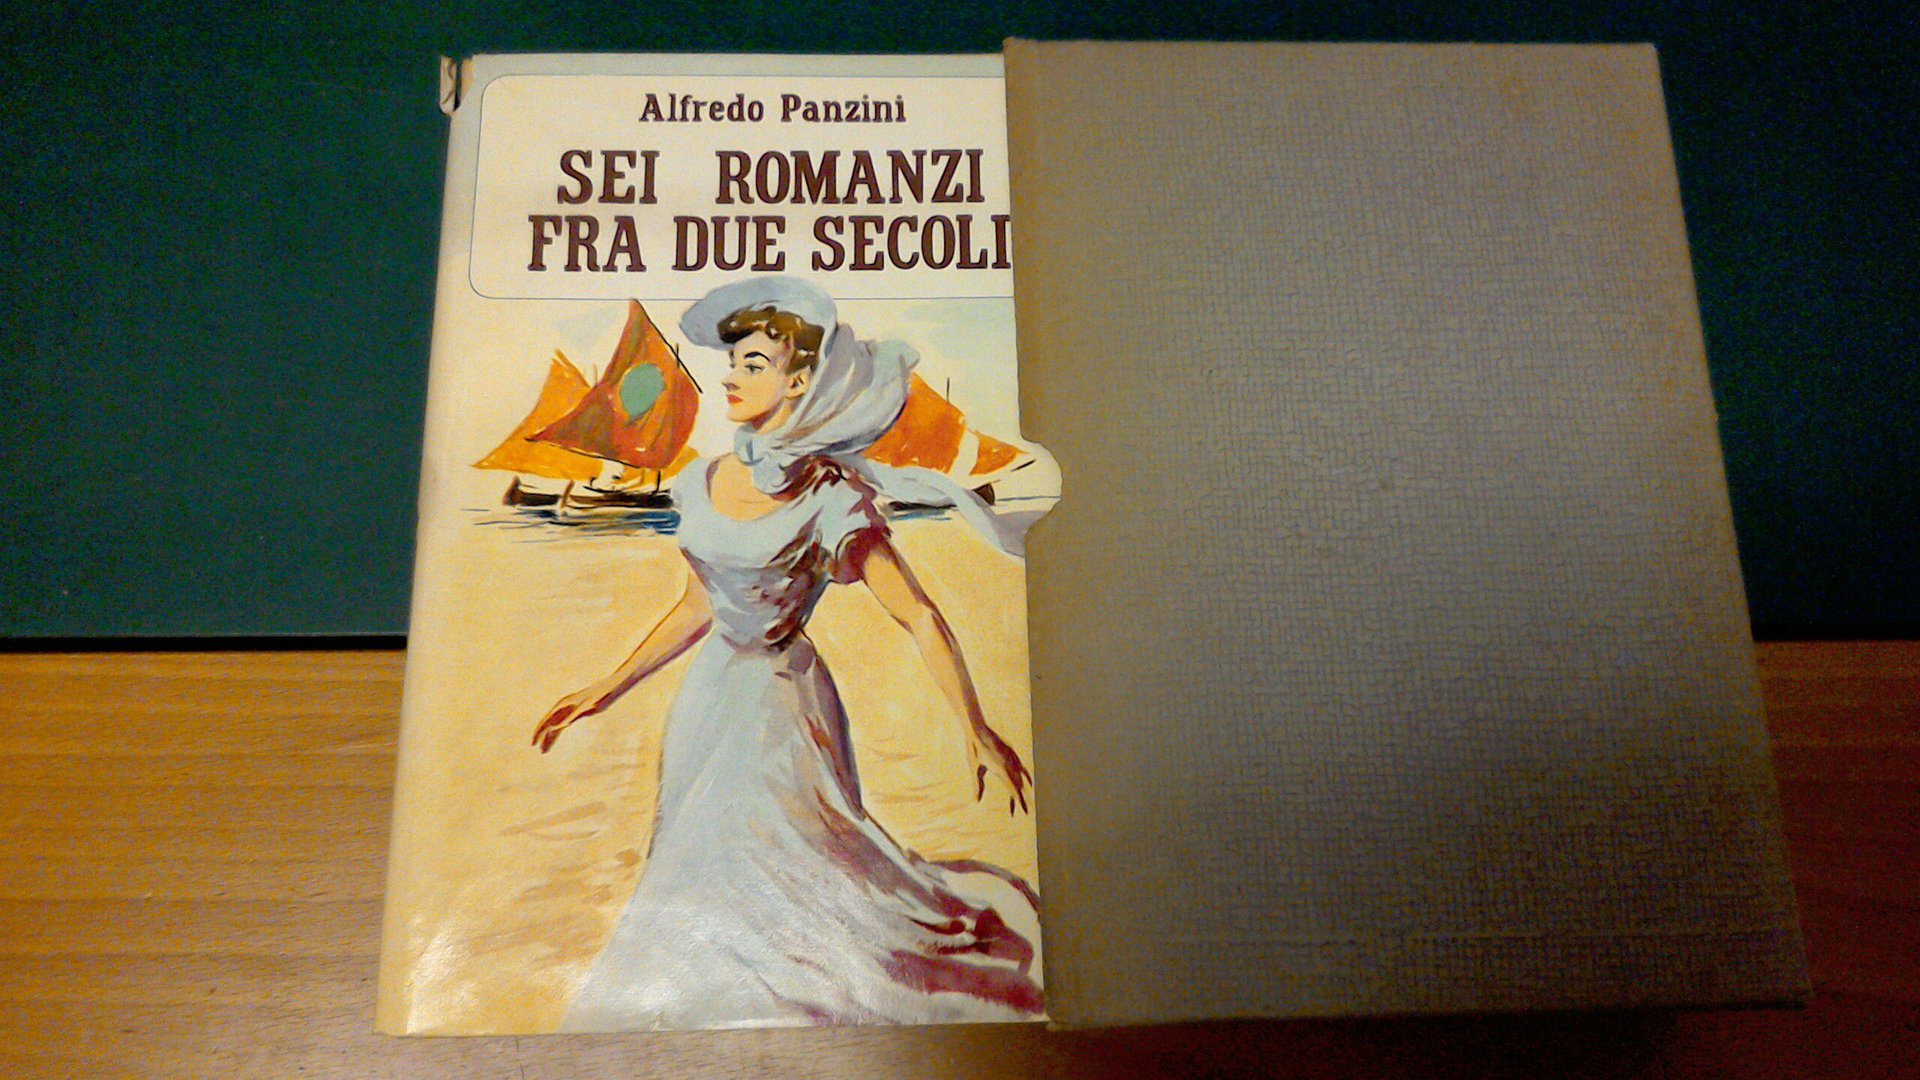 Alfredo Panzini
SEI ROMANZI
FRA DUE SECOLI